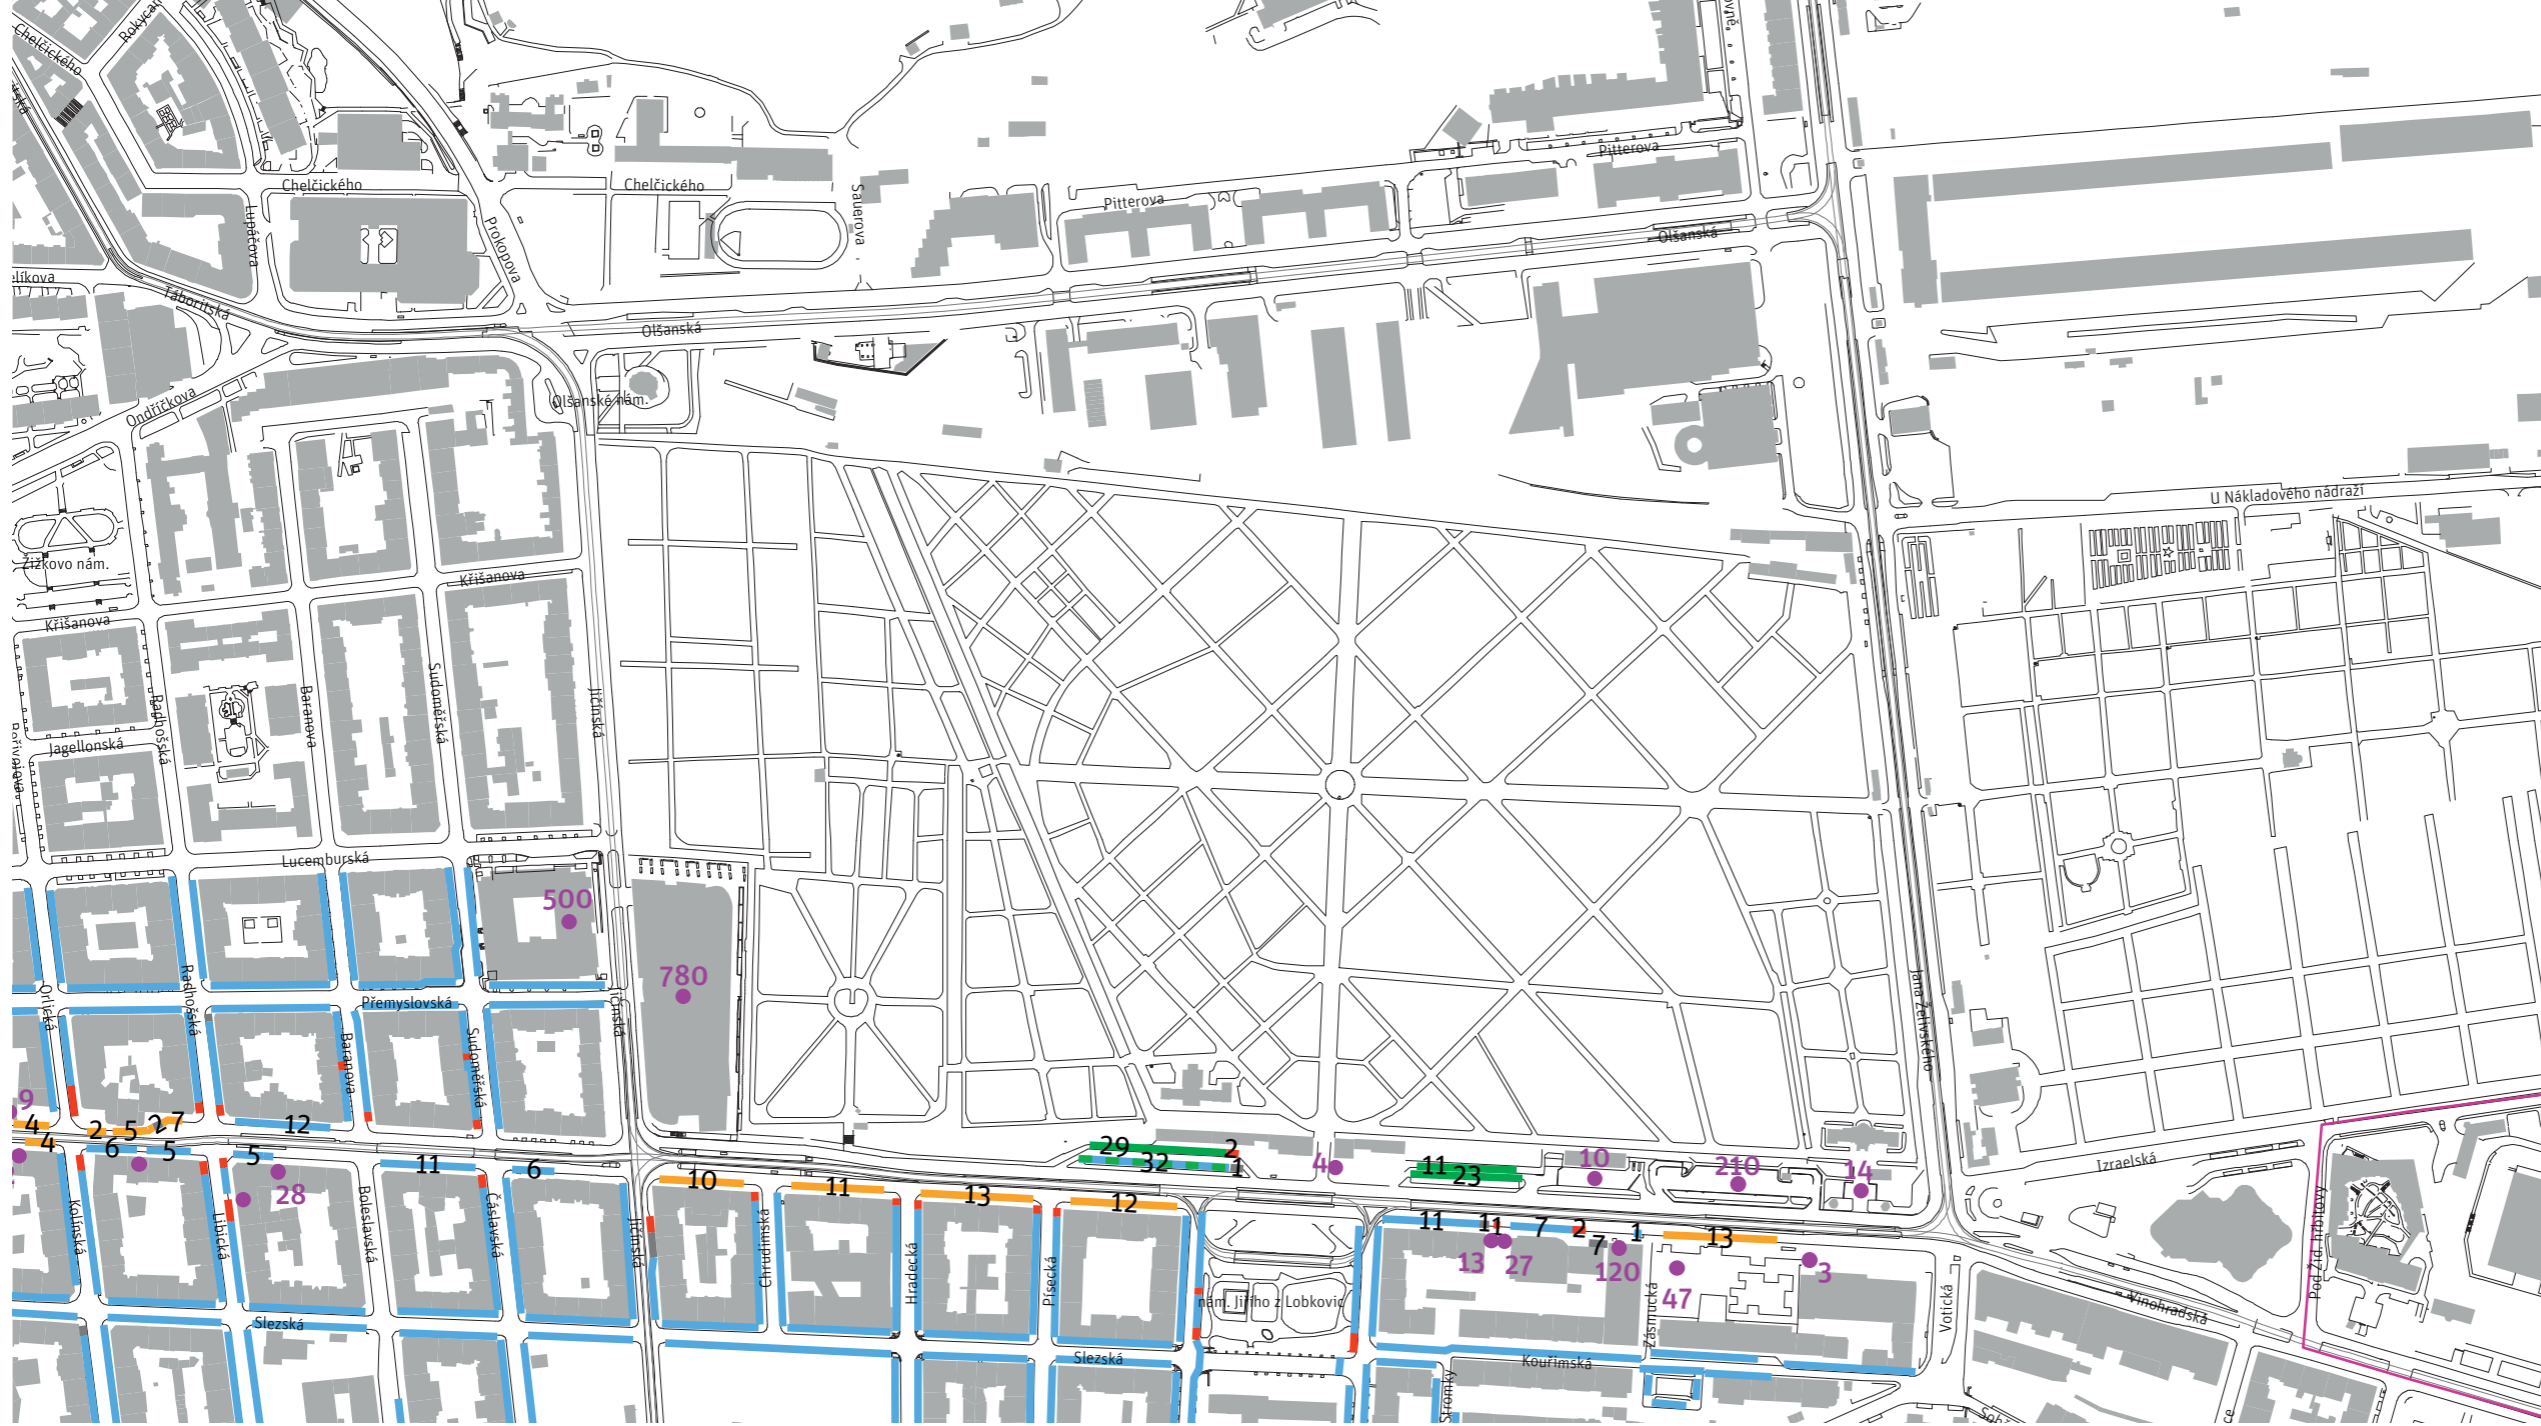 Chelčického
Chelčického
Chelčického
Pitterova
Pitterova
Sauerova
Lupáčova
Prokopova
Táboritská
Olšanská
Olšanská
Olšanské nám.
Ondříčkova
U Nákladového nádraží
Žižkovo nám.
Křišanova
Křišanova
Jagellonská
Radhošťská
Baranova
Sudoměřská
Jičínská
Lucemburská
500
780
Přemyslovská
Orlická
Radhošťská
Baranova
Sudoměřská
Jičínská
Jana Želivského
9
4
4
2
5
2
7
6
5
12
5
28
11
6
10
11
13
12
29
2
32
1
4
11
23
10
210
14
11
11
7
2
7
1
13
13
27
120
47
3
Izraelská
Pod Žid. hřbitovy
Kolínská
Libická
Boleslavská
Čáslavská
Jičínská
Chrudimská
Hradecká
Písecká
nám. Jiřího z Lobkovic
Zásmucká
Votická
Vinohradská
Slezská
Slezská
Kouřimská